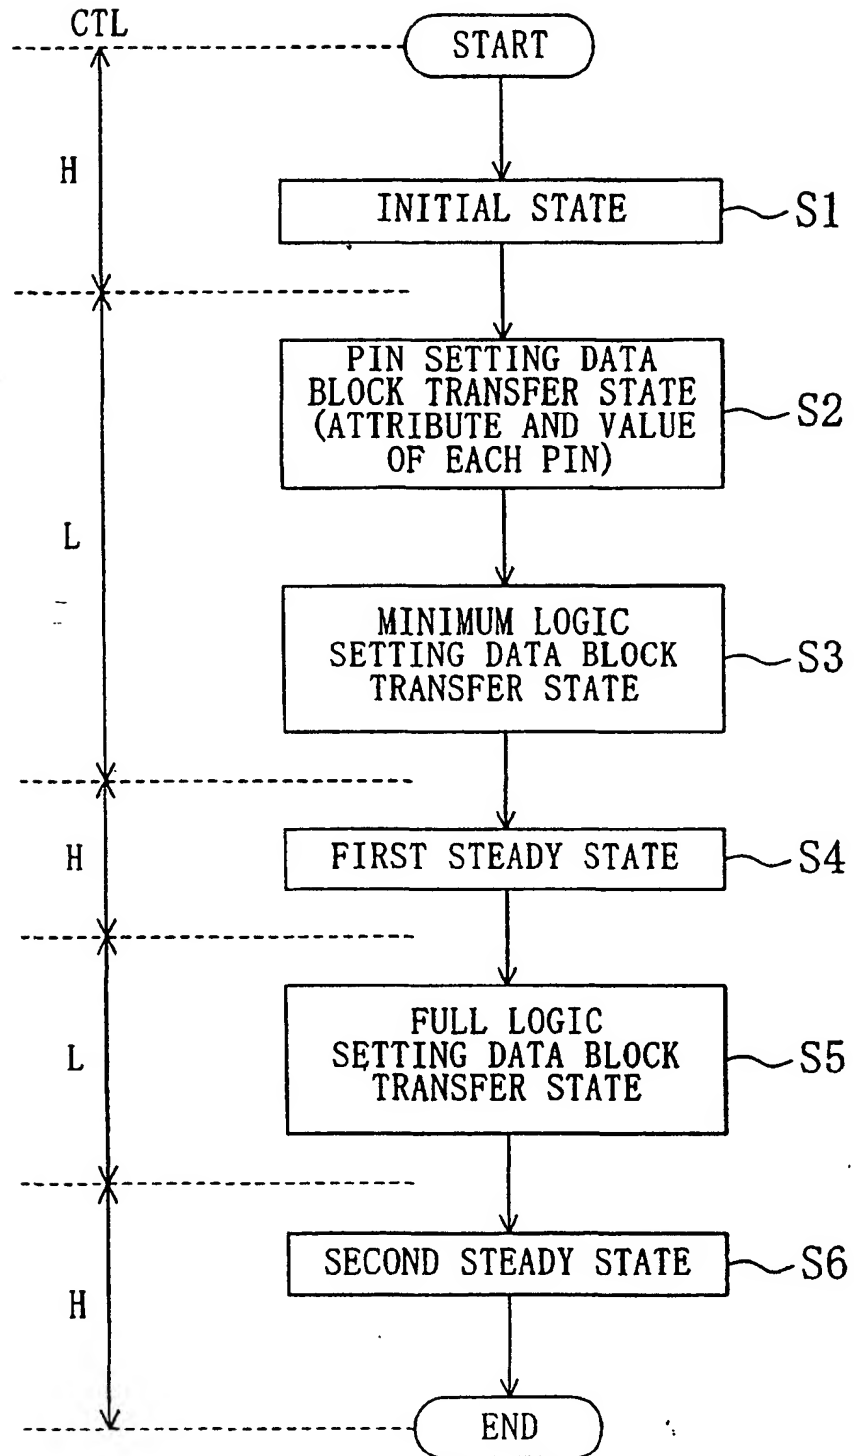 CTL
START
H
INITIAL STATE
S1
PIN SETTING DATA
BLOCK TRANSFER STATE
(ATTRIBUTE AND VALUE
OF EACH PIN)
S2
L
MINIMUM LOGIC
SETTING DATA BLOCK
TRANSFER STATE
S3
H
FIRST STEADY STATE
S4
FULL LOGIC
SETTING DATA BLOCK
TRANSFER STATE
L
S5
SECOND STEADY STATE
S6
H
END